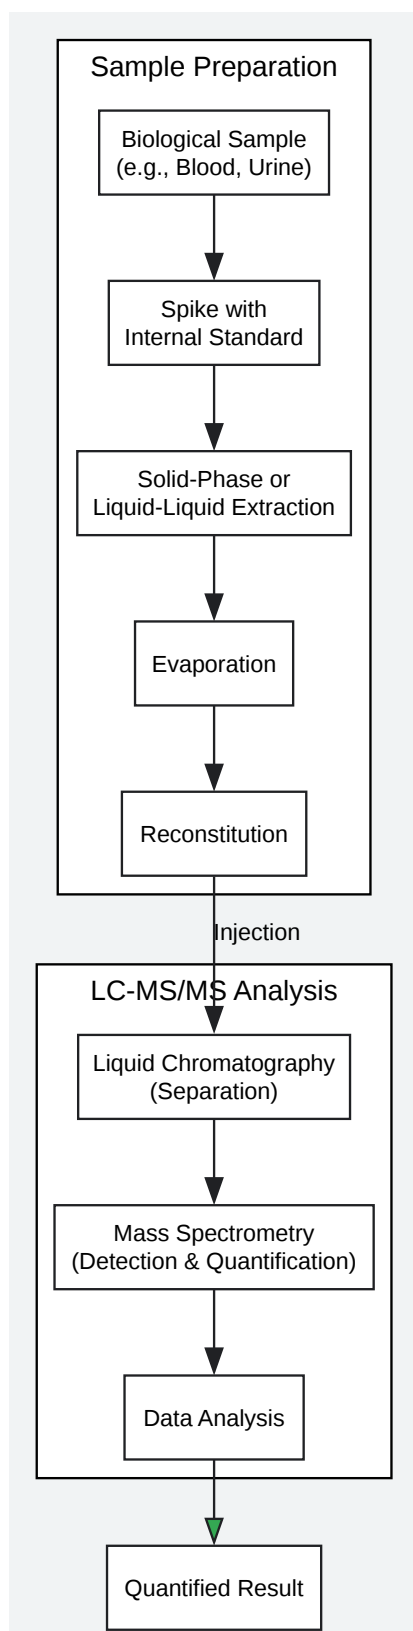 Sample Preparation
Biological Sample
(e.g., Blood, Urine)
Spike with
Internal Standard
Solid-Phase or
Liquid-Liquid Extraction
Evaporation
Reconstitution
Injection
LC-MS/MS Analysis
Liquid Chromatography
(Separation)
Mass Spectrometry
(Detection & Quantification)
Data Analysis
Quantified Result